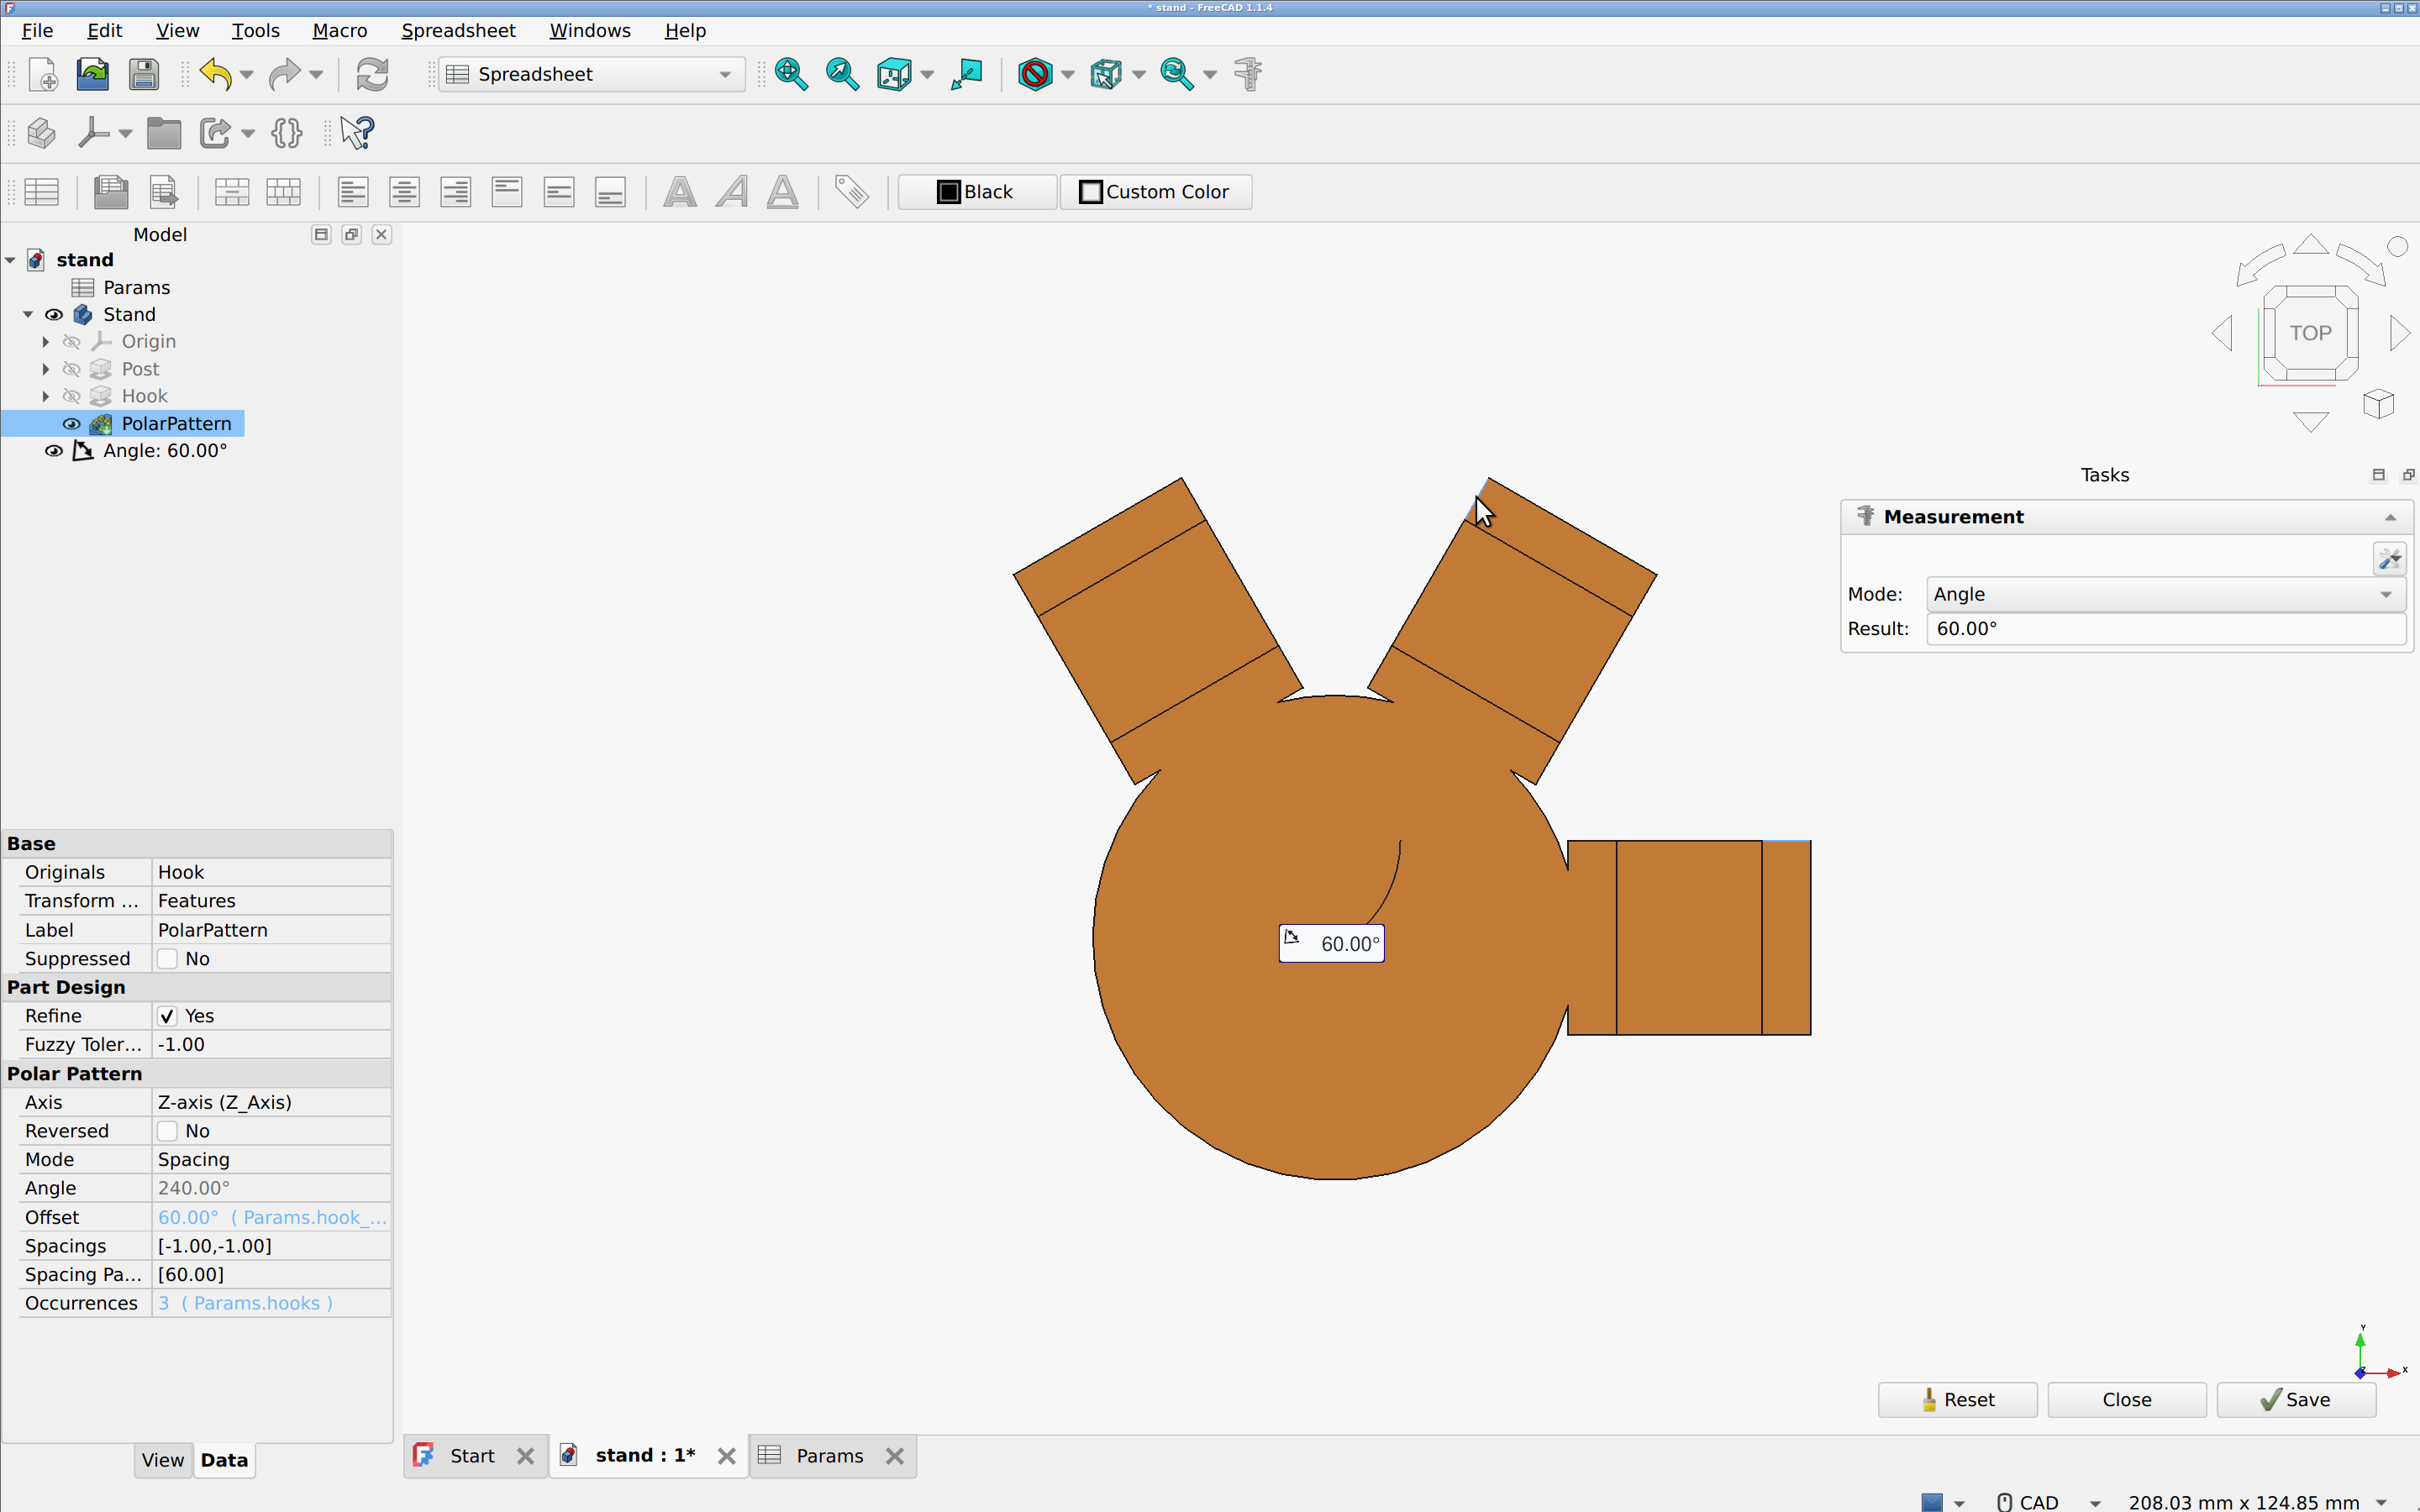 * stand - FreeCAD 1.1.4
File Edit View Tools Macro Spreadsheet Windows Help
Spreadsheet
Black Custom Color
Model
stand
Params
Stand
Origin
Post
Hook
PolarPattern
Angle: 60.00°
TOP
Tasks
Measurement
Mode: Angle
Result: 60.00°
60.00°
Base
Originals Hook
Transform ... Features
Label PolarPattern
Suppressed No
Part Design
Refine Yes
Fuzzy Toler... -1.00
Polar Pattern
Axis Z-axis (Z_Axis)
Reversed No
Mode Spacing
Angle 240.00°
Offset 60.00° ( Params.hook_...
Spacings [-1.00,-1.00]
Spacing Pa... [60.00]
Occurrences 3 ( Params.hooks )
Y
X
Reset Close Save
View Data
Start stand : 1* Params
CAD 208.03 mm x 124.85 mm